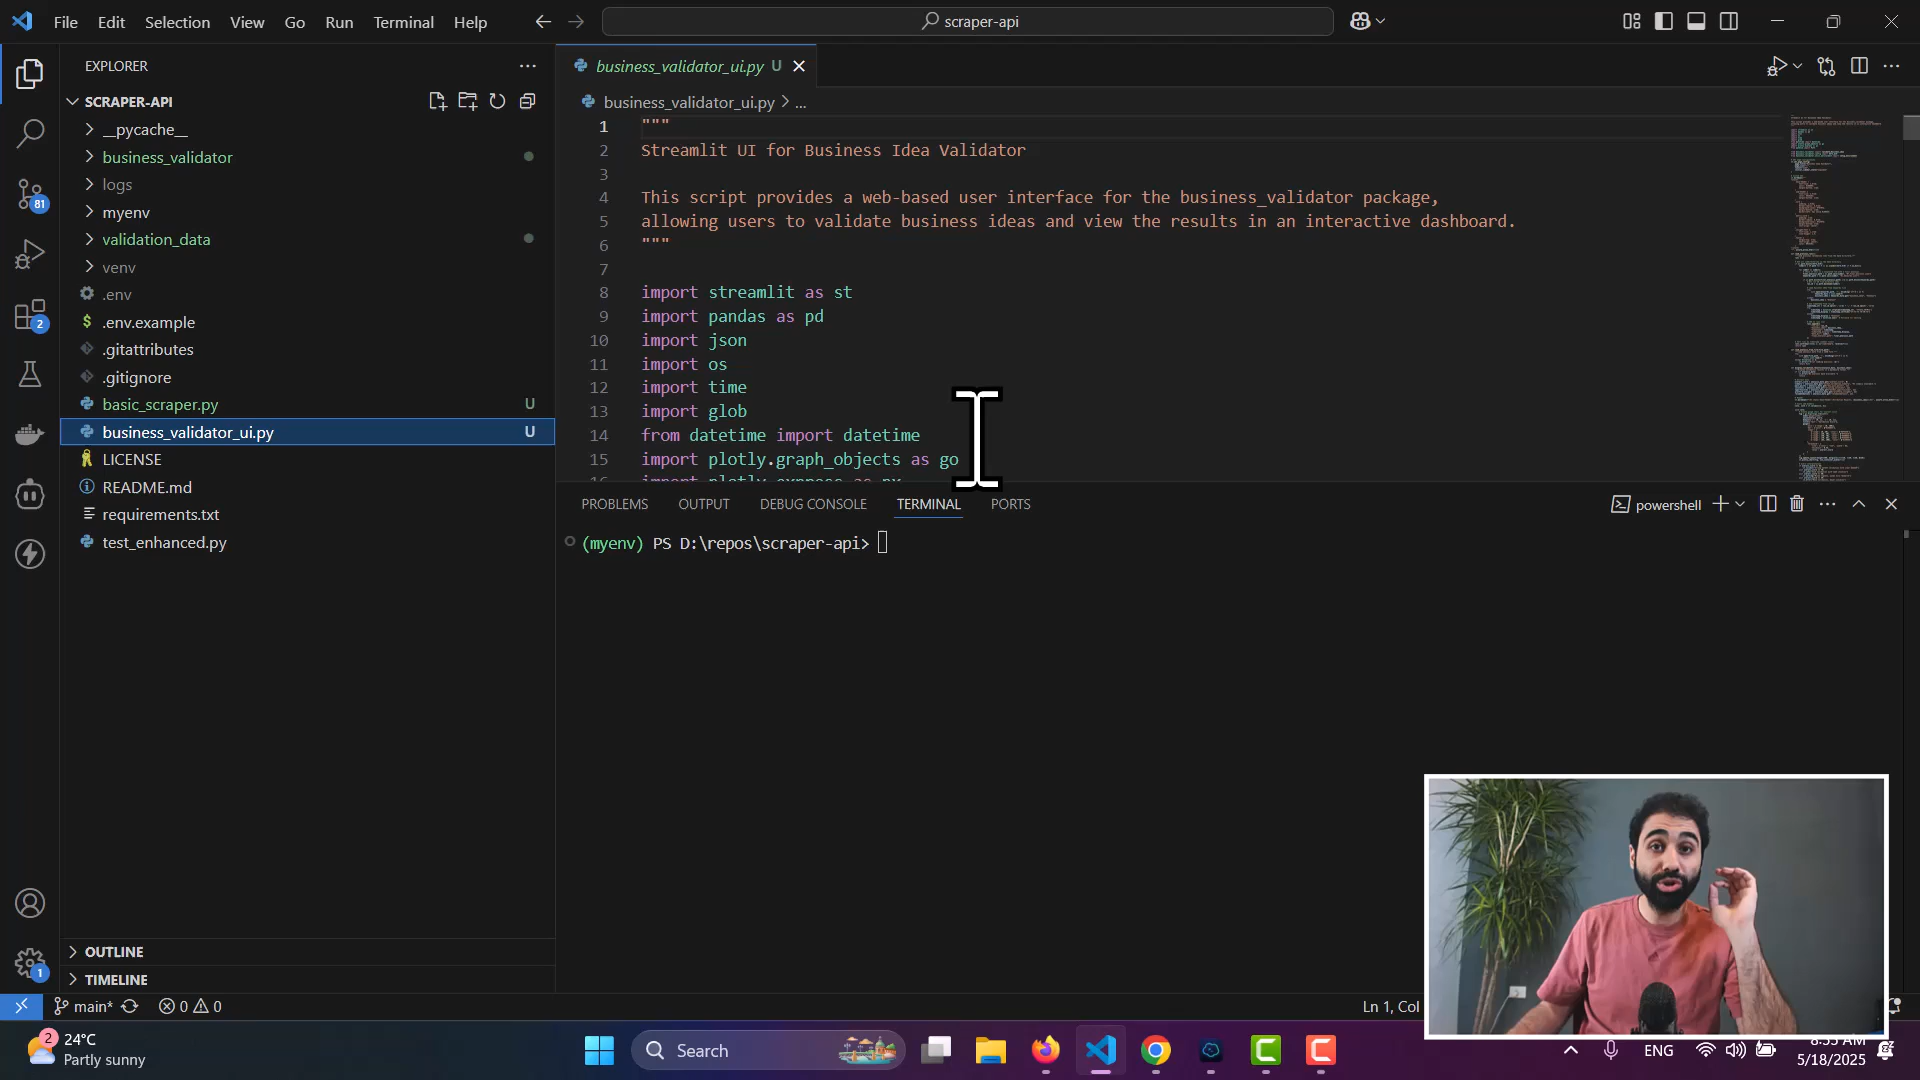 File Edit Selection View Go Run Terminal Help
scraper-api
EXPLORER
SCRAPER-API
__pycache__
business_validator
logs
myenv
validation_data
venv
.env
$ .env.example
.gitattributes
.gitignore
basic_scraper.py U
business_validator_ui.py U
LICENSE
README.md
requirements.txt
test_enhanced.py
OUTLINE
TIMELINE
81
2
1
business_validator_ui.py U
business_validator_ui.py > ...
1 """
2 Streamlit UI for Business Idea Validator
3
4 This script provides a web-based user interface for the business_validator package,
5 allowing users to validate business ideas and view the results in an interactive dashboard.
6 """
7
8 import streamlit as st
9 import pandas as pd
10 import json
11 import os
12 import time
13 import glob
14 from datetime import datetime
15 import plotly.graph_objects as go
16 import plotly.express as px
PROBLEMS OUTPUT DEBUG CONSOLE TERMINAL PORTS
powershell
(myenv) PS D:\repos\scraper-api>
main* 0 0
Ln 1, Col
2
24°C
Partly sunny
Search
ENG
8:55 AM
5/18/2025